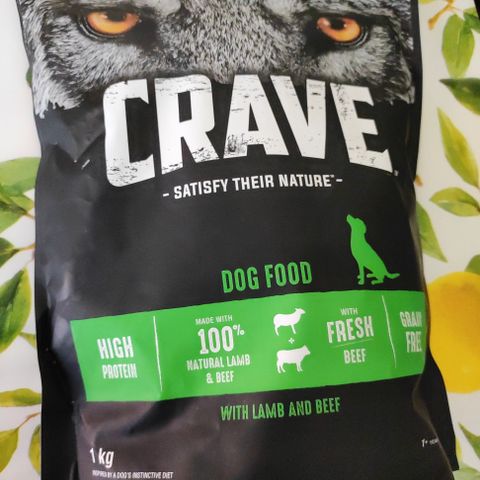 CRAVE
- SATISFY THEIR NATURE™ -
DOG FOOD
HIGH
PROTEIN
MADE WITH
100%
NATURAL LAMB
& BEEF
+
WITH
FRESH
BEEF
GRAIN
FREE
WITH LAMB AND BEEF
1 kg
INSPIRED BY A DOG'S INSTINCTIVE DIET
1+